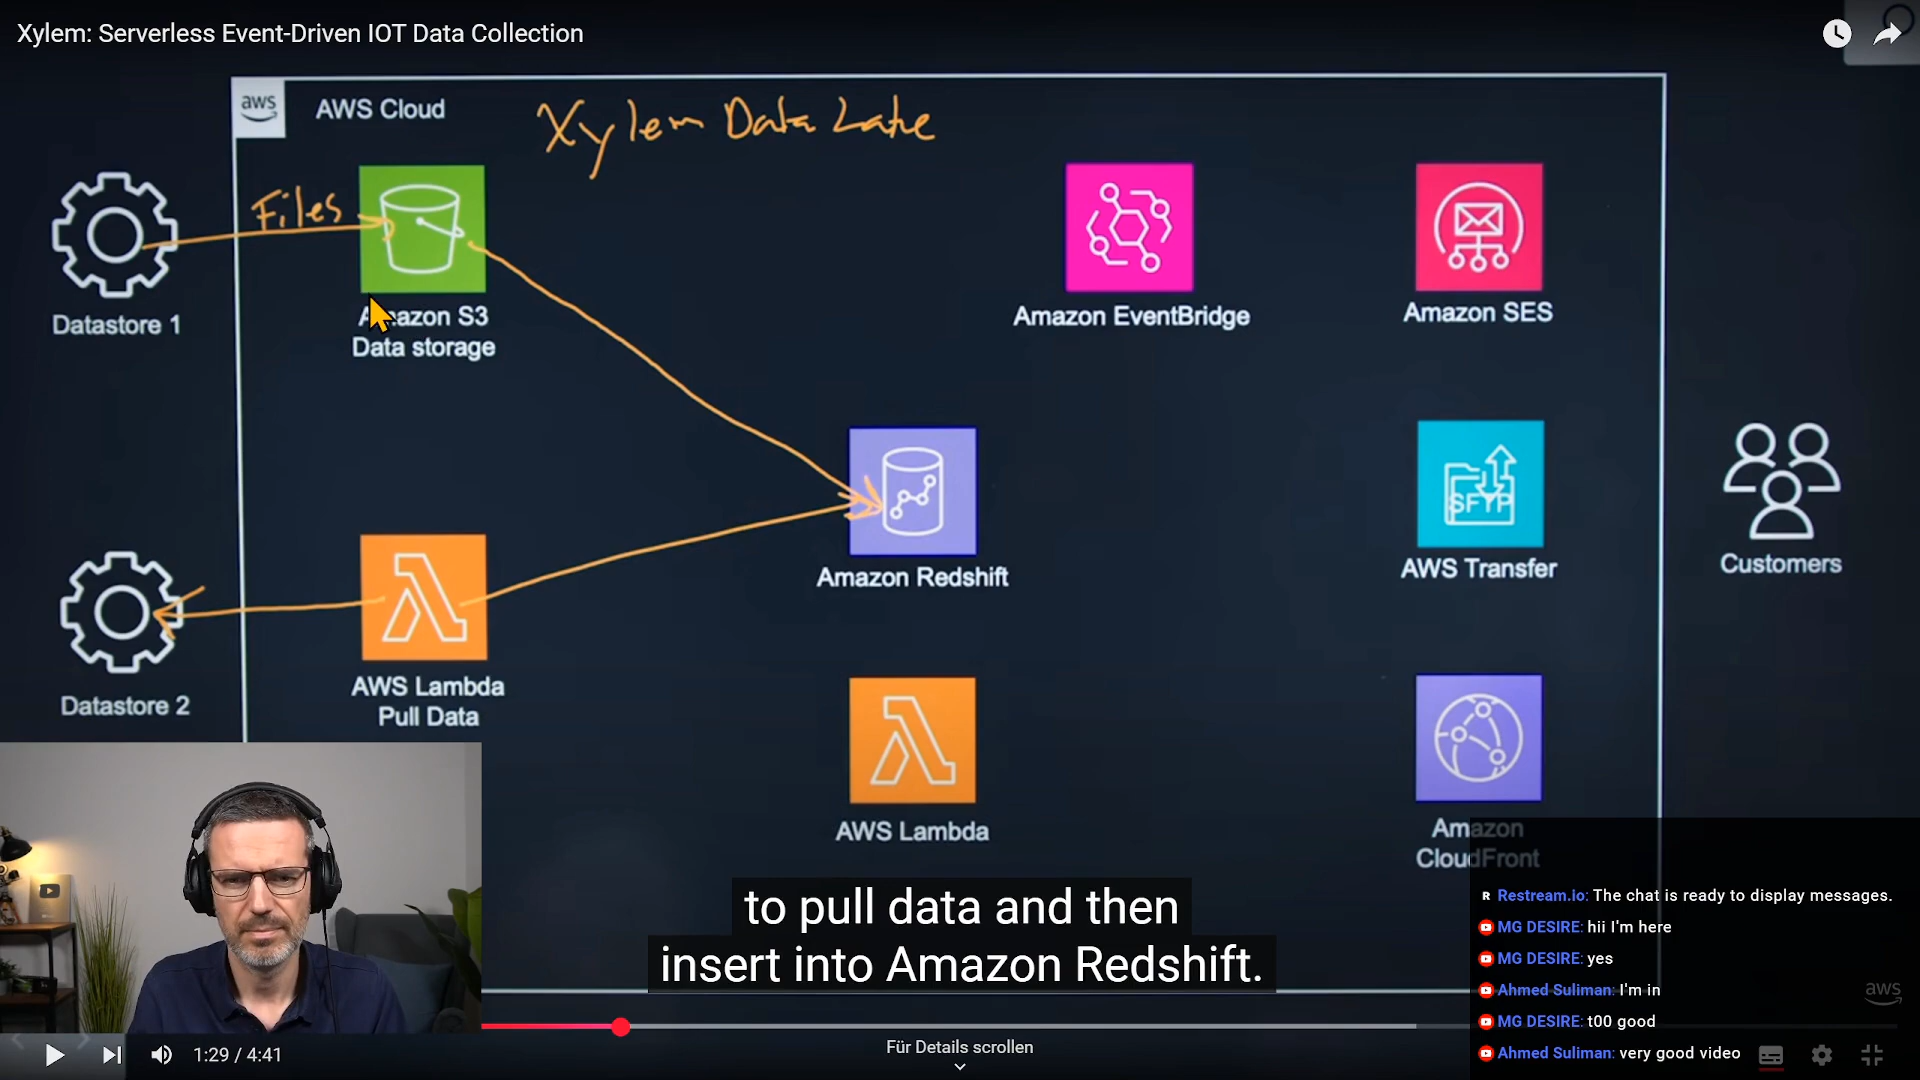 Xylem: Serverless Event-Driven IOT Data Collection
aws
AWS Cloud
Xylem Data Lake
Files
Datastore 1
Amazon S3
Data storage
Amazon EventBridge
Amazon SES
Amazon Redshift
SFTP
AWS Transfer
Customers
Datastore 2
AWS Lambda
Pull Data
AWS Lambda
Amazon
CloudFront
to pull data and then
insert into Amazon Redshift.
R Restream.io: The chat is ready to display messages.
MG DESIRE: hii I'm here
MG DESIRE: yes
Ahmed Suliman: I'm in
MG DESIRE: t00 good
Ahmed Suliman: very good video
aws
1:29 / 4:41
Für Details scrollen